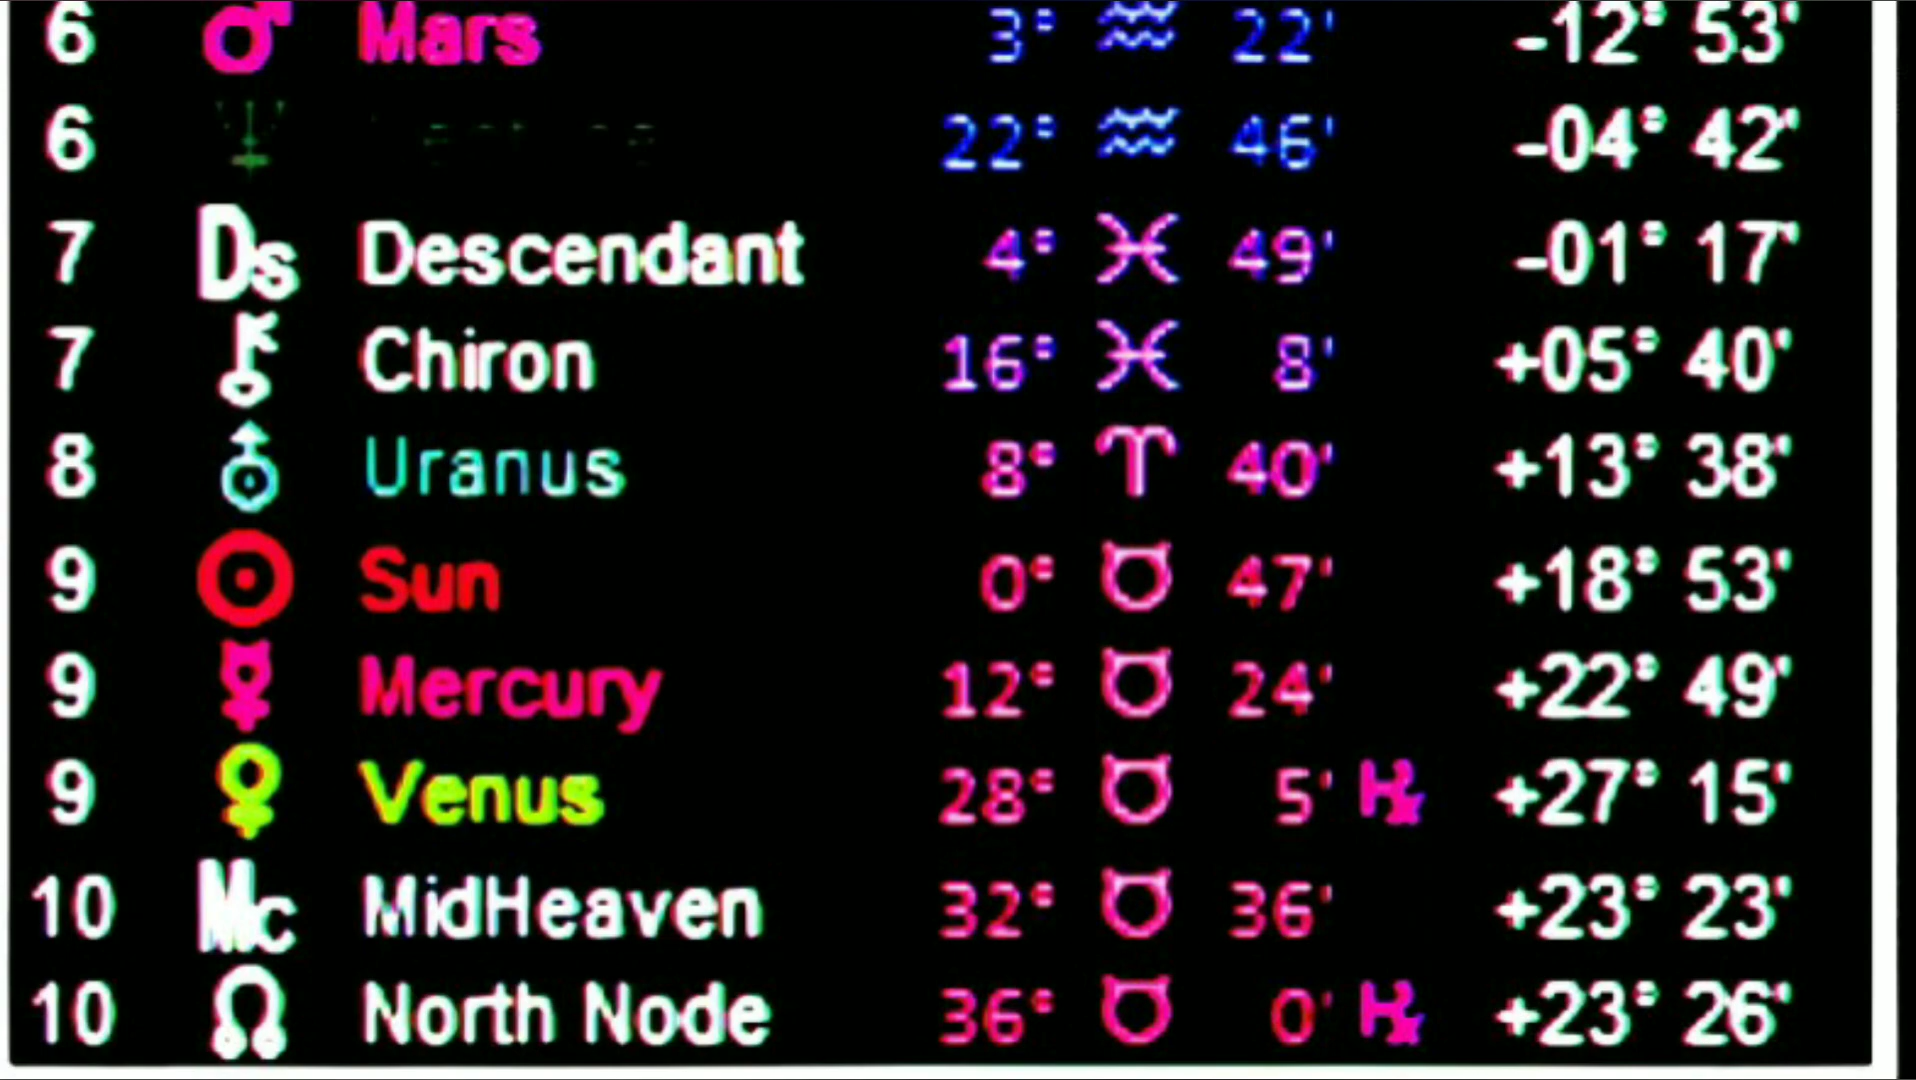 6 ♂ Mars 3° ♒ 22' -12° 53'
6 ♆ 22° ♒ 46' -04° 42'
7 Ds Descendant 4° ♓ 49' -01° 17'
7 ⚷ Chiron 16° ♓ 8' +05° 40'
8 ⛢ Uranus 8° ♈ 40' +13° 38'
9 ☉ Sun 0° ♉ 47' +18° 53'
9 ☿ Mercury 12° ♉ 24' +22° 49'
9 ♀ Venus 28° ♉ 5' ℞ +27° 15'
10 Mc MidHeaven 32° ♉ 36' +23° 23'
10 ☊ North Node 36° ♉ 0' ℞ +23° 26'